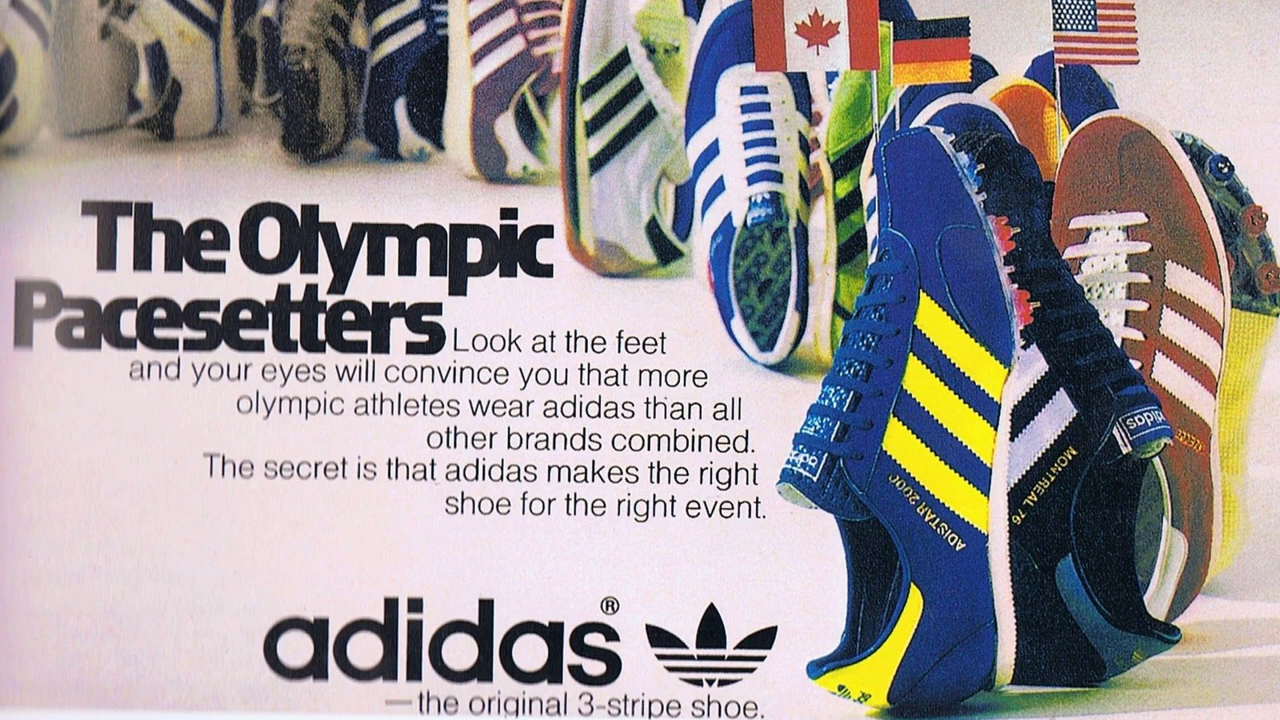 The Olympic
Pacesetters Look at the feet
and your eyes will convince you that more
olympic athletes wear adidas than all
other brands combined.
The secret is that adidas makes the right
shoe for the right event.
adidas®
—the original 3-stripe shoe.
ADISTAR 2000
MONTREAL 76
adidas
adidas